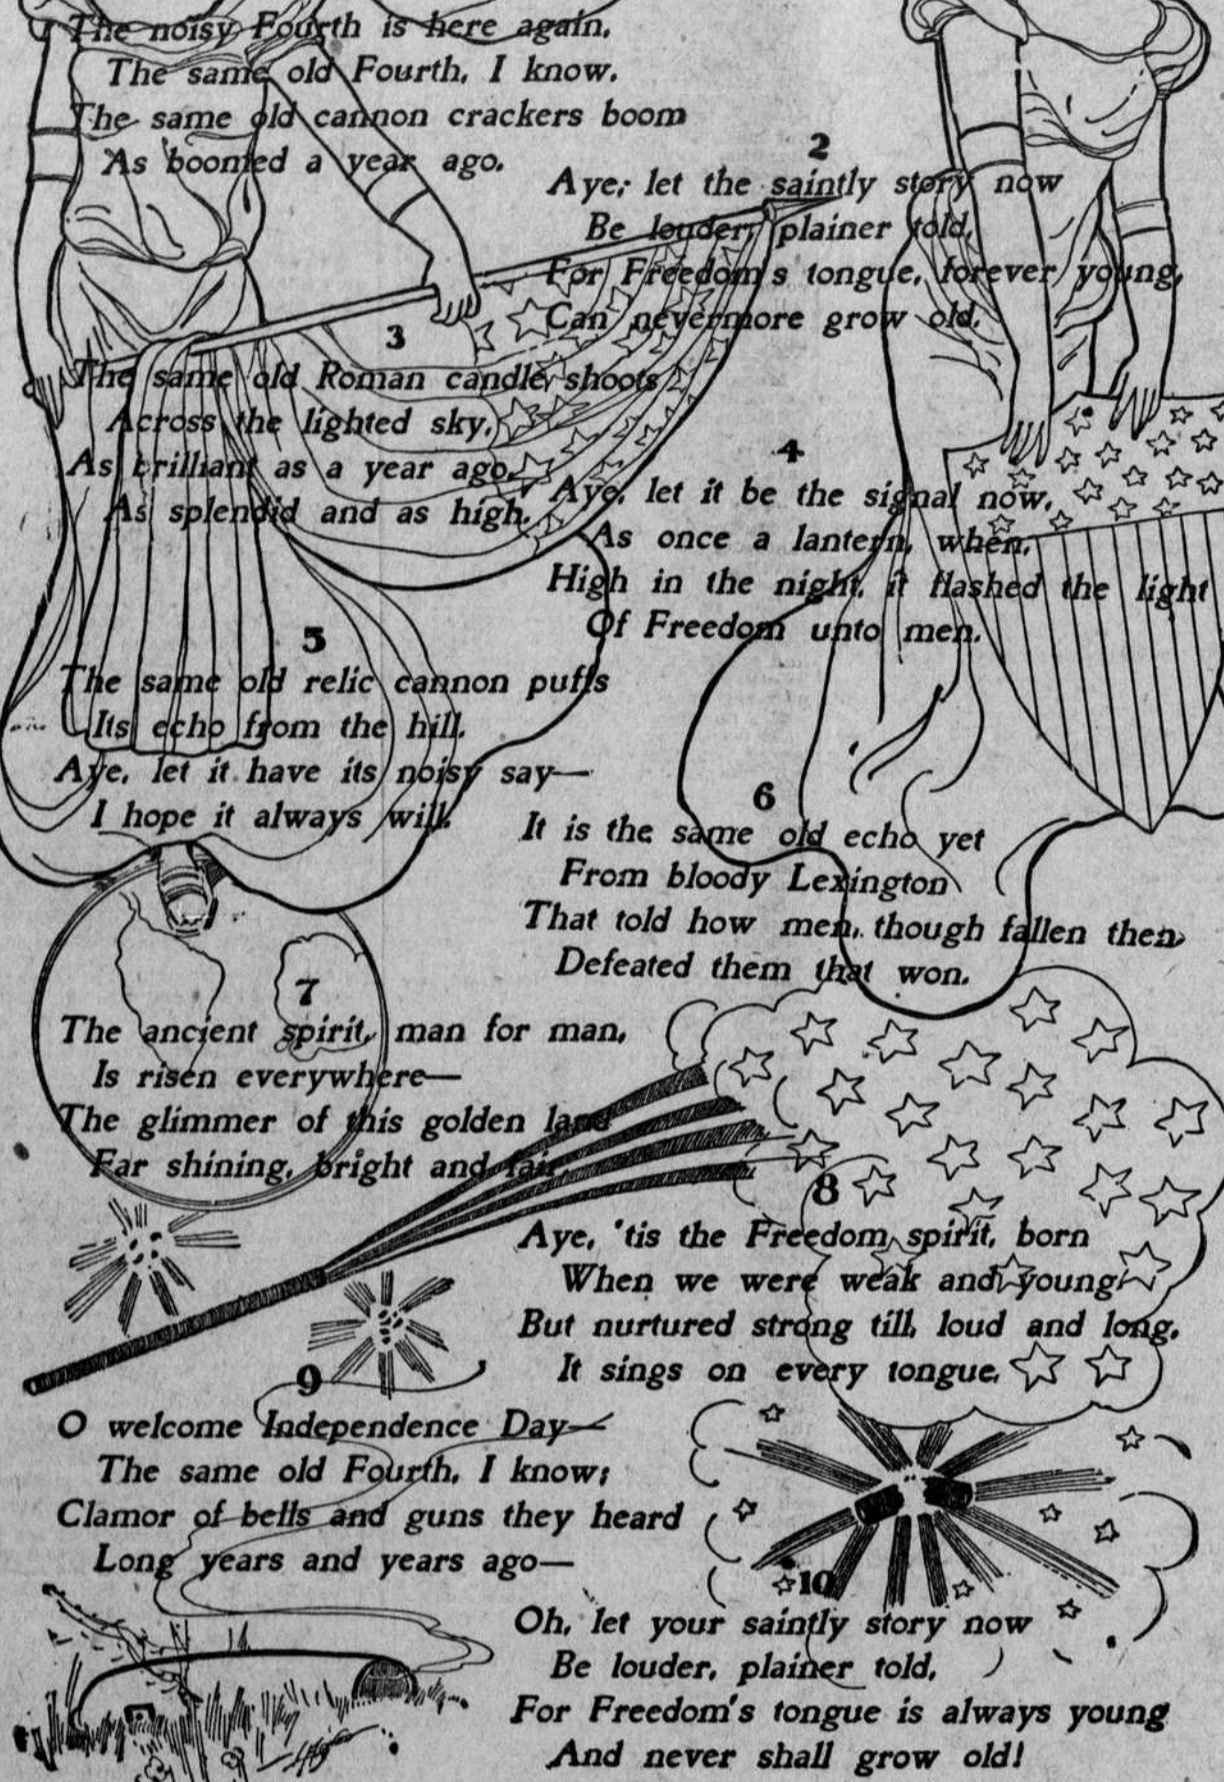 The noisy Fourth is here again,
The same old Fourth, I know.
The same old cannon crackers boom
As boomed a year ago.
2
Aye; let the saintly story now
Be louder, plainer told,
For Freedom's tongue, forever young,
Can nevermore grow old.
3
The same old Roman candle shoots
Across the lighted sky,
As brilliant as a year ago,
As splendid and as high.
4
Aye, let it be the signal now,
As once a lantern, when,
High in the night, it flashed the light
Of Freedom unto men.
5
The same old relic cannon puffs
Its echo from the hill.
Aye, let it have its noisy say—
I hope it always will.
6
It is the same old echo yet
From bloody Lexington
That told how men, though fallen then,
Defeated them that won.
7
The ancient spirit, man for man,
Is risen everywhere—
The glimmer of this golden land
Far shining, bright and fair.
8
Aye, 'tis the Freedom spirit, born
When we were weak and young
But nurtured strong till, loud and long,
It sings on every tongue.
9
O welcome Independence Day—
The same old Fourth, I know;
Clamor of bells and guns they heard
Long years and years ago—
10
Oh, let your saintly story now
Be louder, plainer told,
For Freedom's tongue is always young
And never shall grow old!